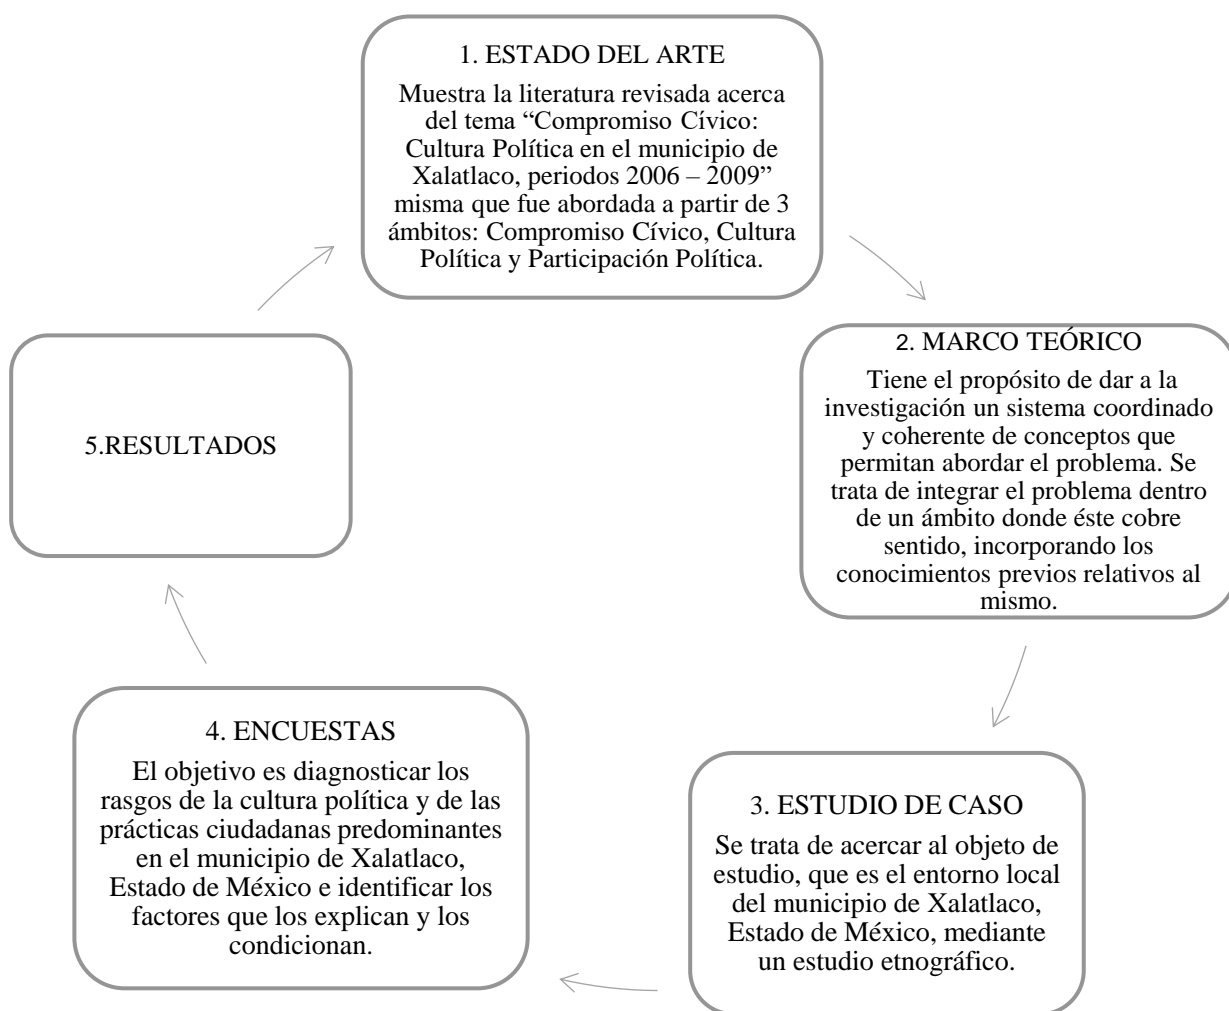 1. ESTADO DEL ARTE
Muestra la literatura revisada acerca
del tema “Compromiso Cívico:
Cultura Política en el municipio de
Xalatlaco, periodos 2006 – 2009”
misma que fue abordada a partir de 3
ámbitos: Compromiso Cívico, Cultura
Política y Participación Política.
2. MARCO TEÓRICO
Tiene el propósito de dar a la
investigación un sistema coordinado
y coherente de conceptos que
permitan abordar el problema. Se
trata de integrar el problema dentro
de un ámbito donde éste cobre
sentido, incorporando los
conocimientos previos relativos al
mismo.
3. ESTUDIO DE CASO
Se trata de acercar al objeto de
estudio, que es el entorno local
del municipio de Xalatlaco,
Estado de México, mediante
un estudio etnográfico.
4. ENCUESTAS
El objetivo es diagnosticar los
rasgos de la cultura política y de las
prácticas ciudadanas predominantes
en el municipio de Xalatlaco,
Estado de México e identificar los
factores que los explican y los
condicionan.
5.RESULTADOS